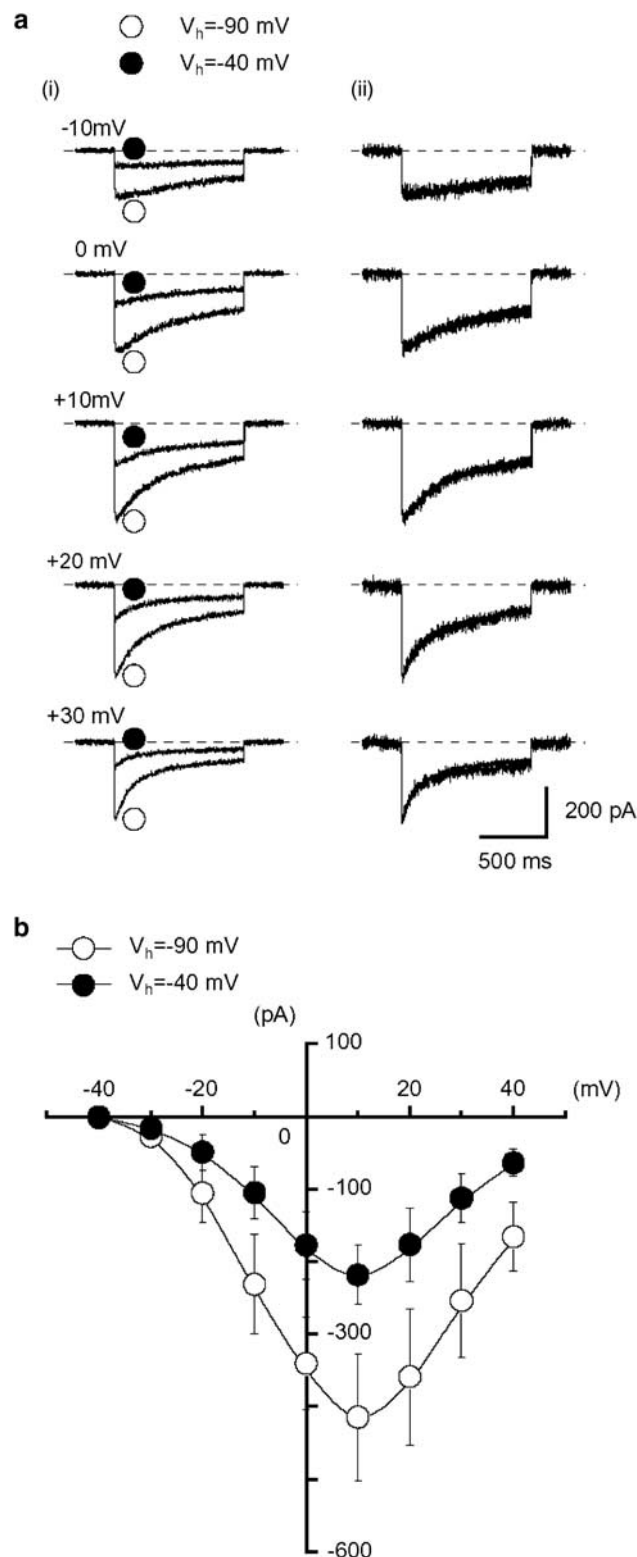 a
V_h=-90 mV
V_h=-40 mV
(i) (ii)
-10mV
0 mV
+10mV
+20 mV
+30 mV
200 pA
500 ms
b
V_h=-90 mV
V_h=-40 mV
(pA)
100
-40 -20 20 40 (mV)
0
-100
-300
-600